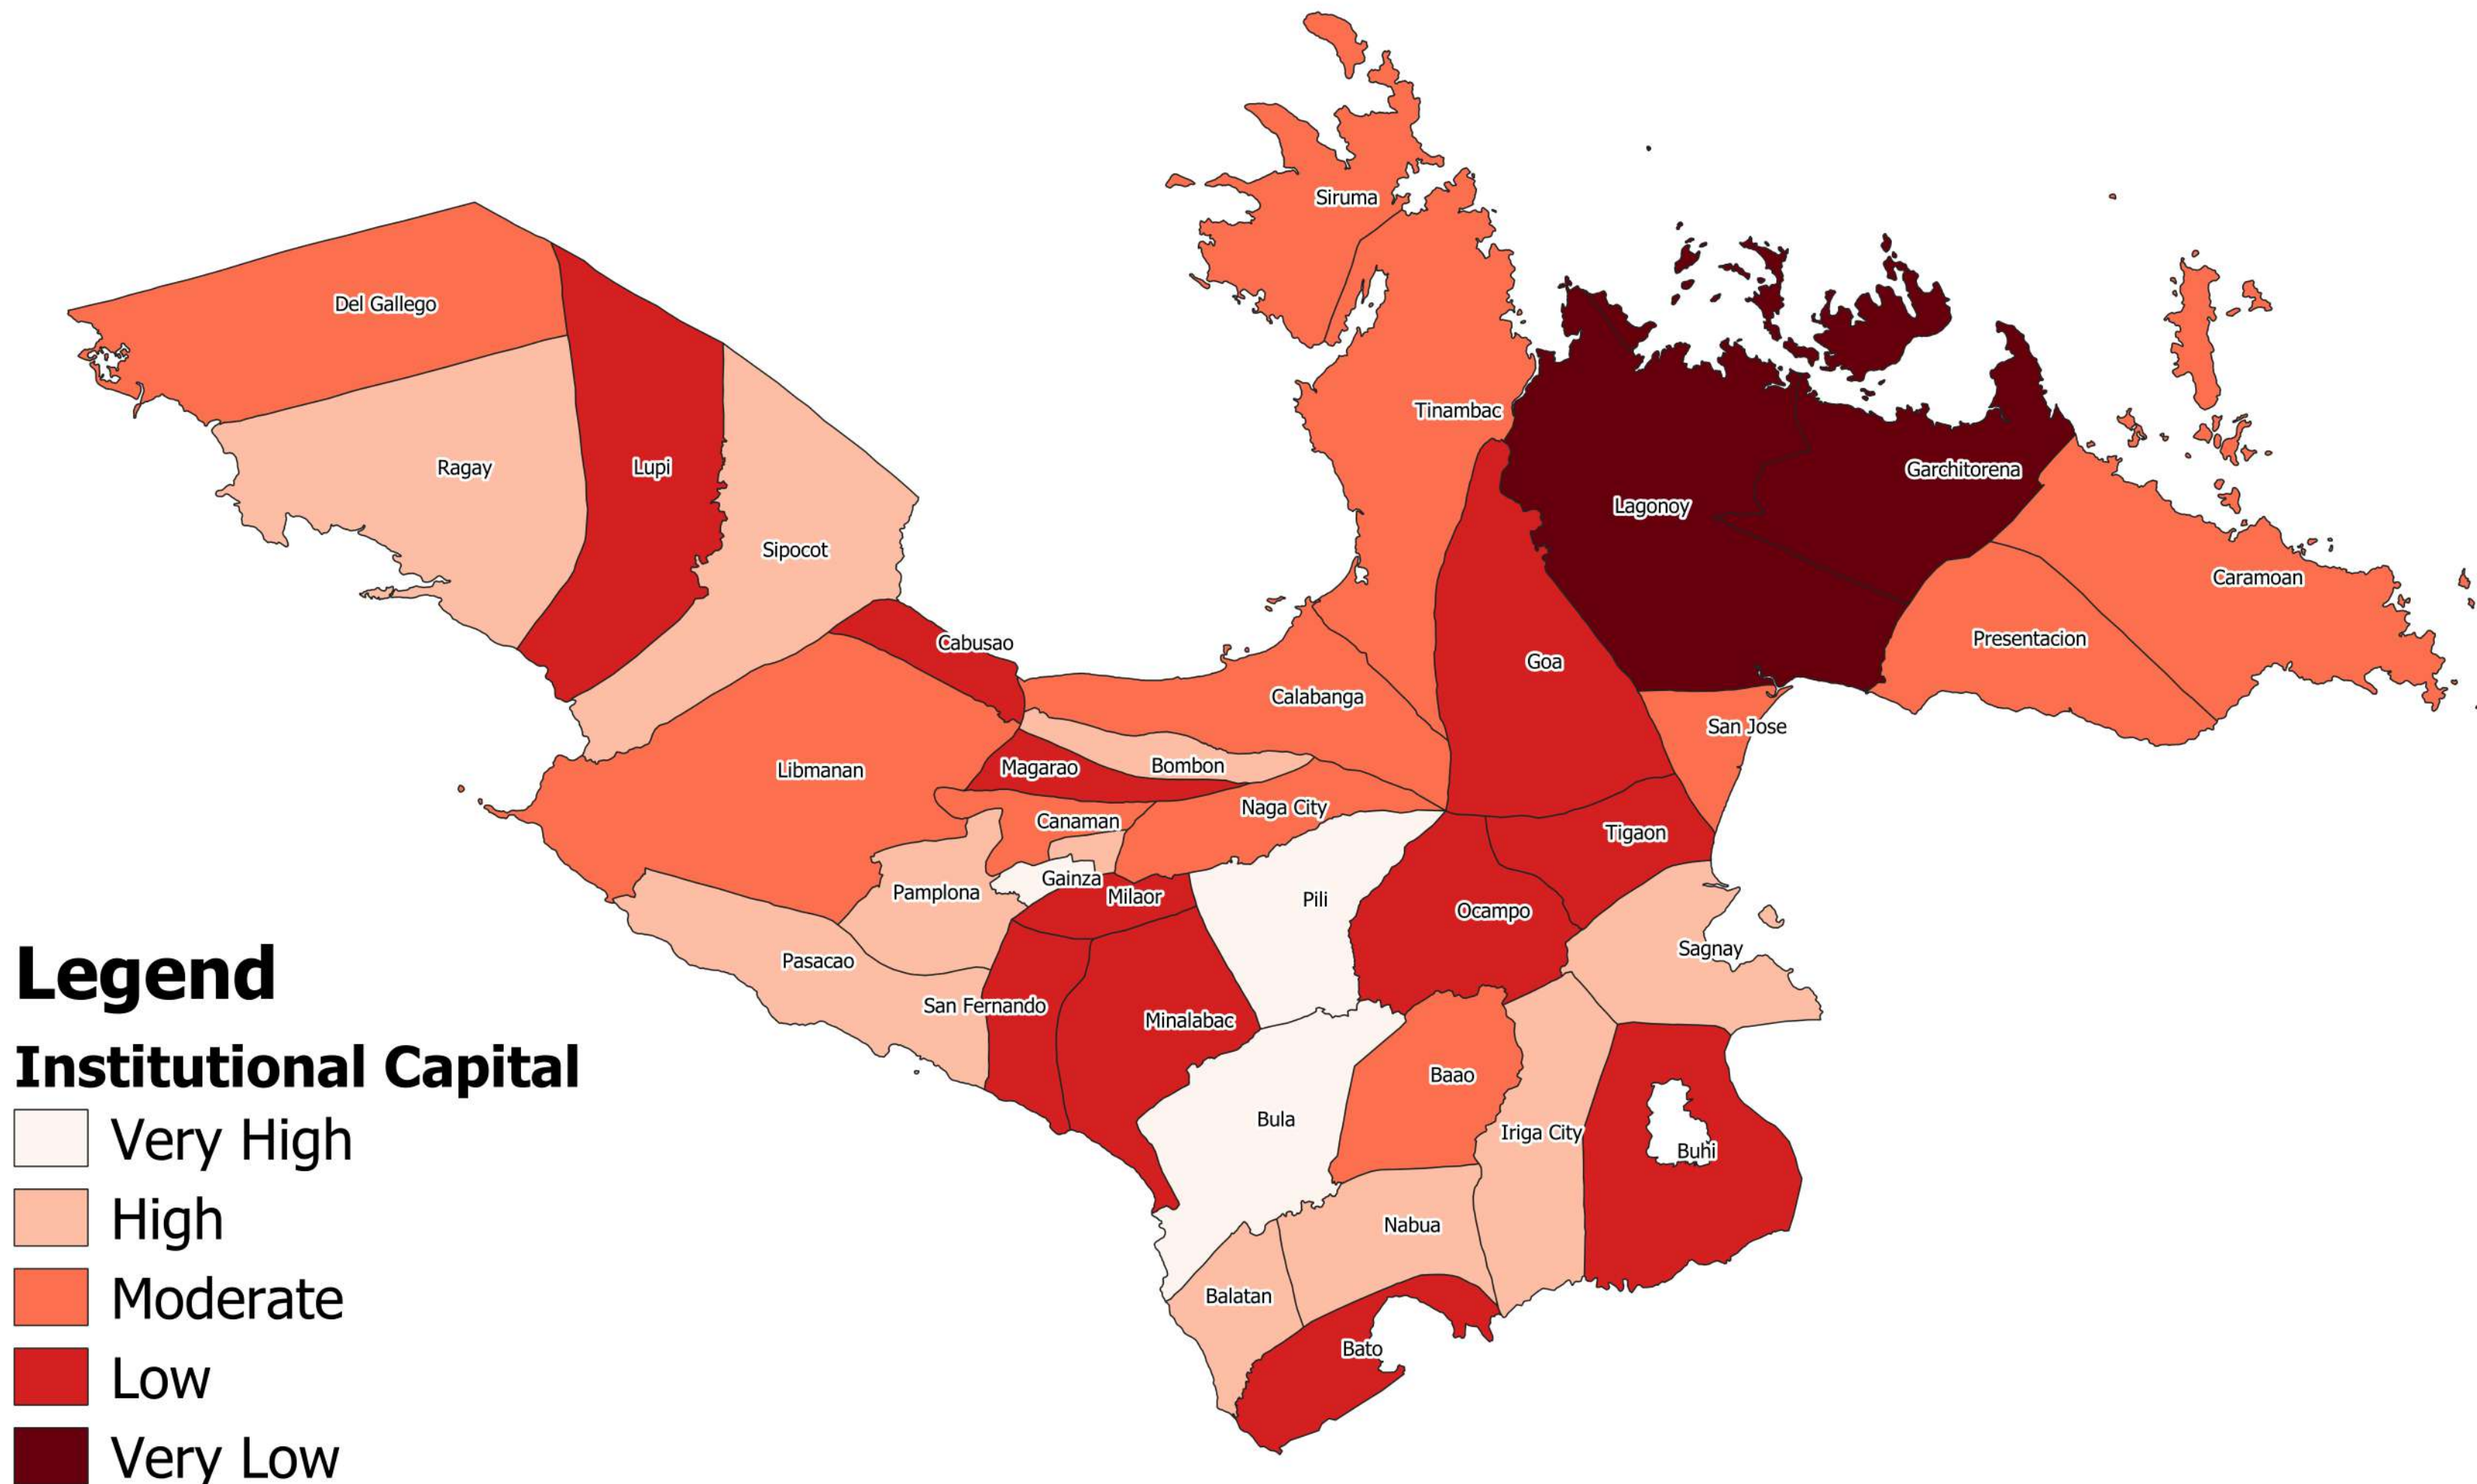 Siruma
Del Gallego
Tinambac
Ragay
Lupi
Garchitorena
Lagonoy
Sipocot
Caramoan
Cabusao
Presentacion
Goa
Calabanga
San Jose
Libmanan
Magarao
Bombon
Naga City
Canaman
Tigaon
Gainza
Pamplona
Milaor
Pili
Ocampo
Sagnay
Pasacao
San Fernando
Minalabac
Baao
Bula
Iriga City
Buhi
Nabua
Balatan
Bato
Legend
Institutional Capital
Very High
High
Moderate
Low
Very Low